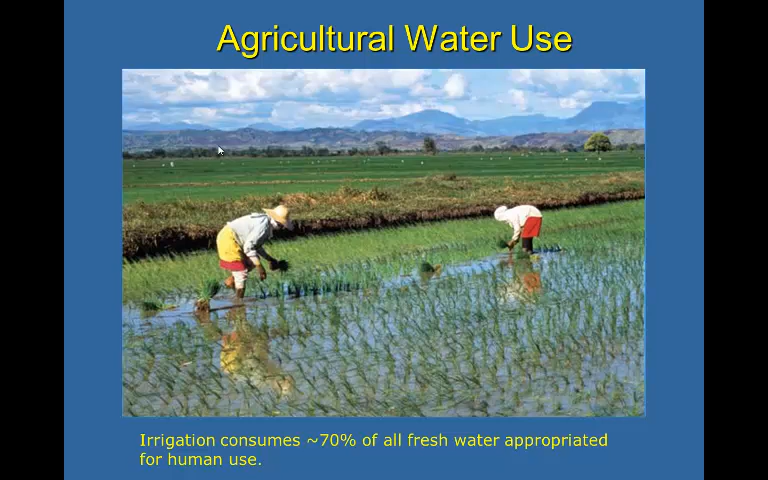 Agricultural Water Use
Irrigation consumes ~70% of all fresh water appropriated
for human use.